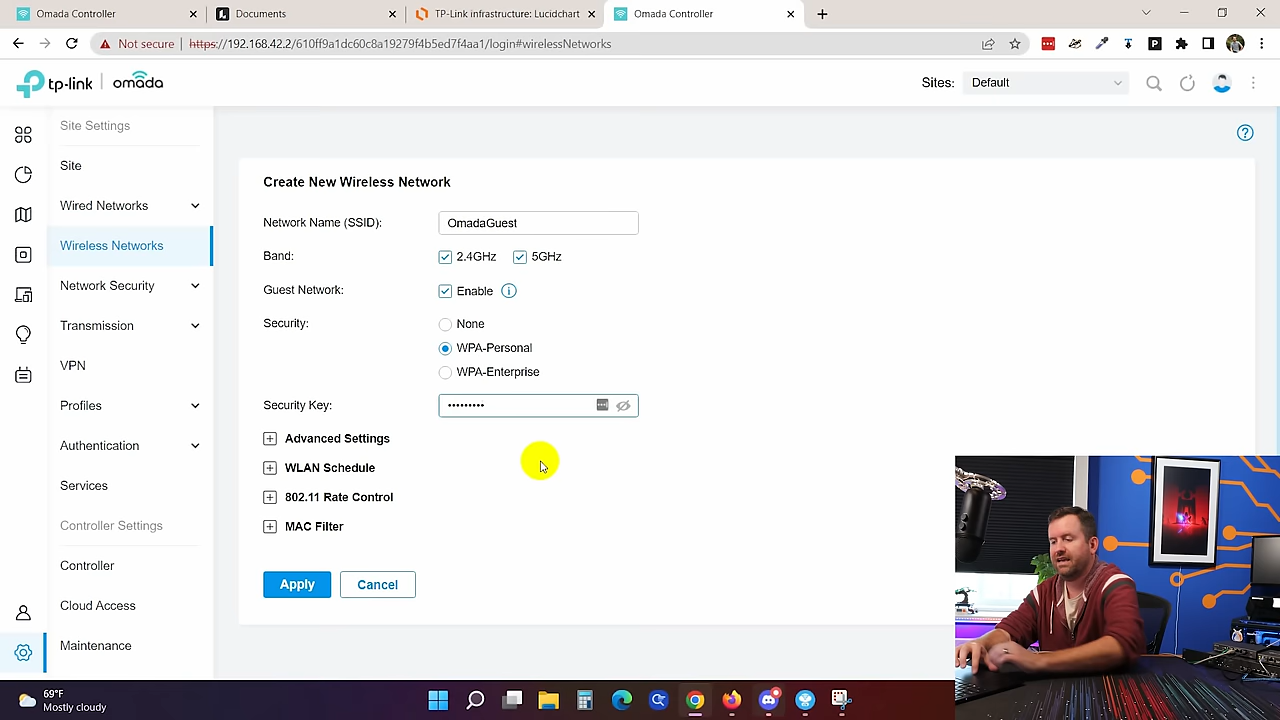 Omada Controller
Documents
TP-Link infrastructure: Lucidchart
Omada Controller
Not secure
https://192.168.42.2/610ff9a1dc60c8a19279f4b5ed7f4aa1/login#wirelessNetworks
tp-link | omada
Sites:
Default
Site Settings
Site
Wired Networks
Wireless Networks
Network Security
Transmission
VPN
Profiles
Authentication
Services
Controller Settings
Controller
Cloud Access
Maintenance
Create New Wireless Network
Network Name (SSID):
OmadaGuest
Band:
2.4GHz
5GHz
Guest Network:
Enable
Security:
None
WPA-Personal
WPA-Enterprise
Security Key:
•••••••••
Advanced Settings
WLAN Schedule
802.11 Rate Control
MAC Filter
Apply
Cancel
69°F
Mostly cloudy